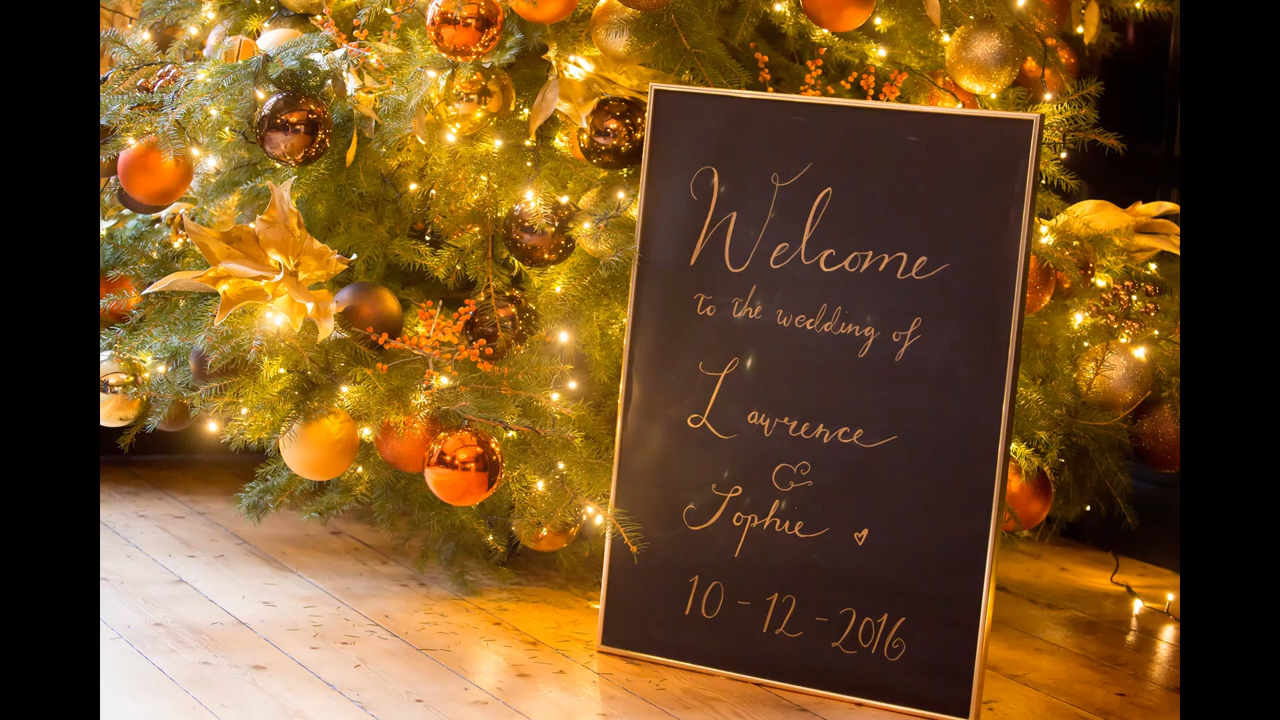 Welcome
to the wedding of
Lawrence
&
Sophie
10-12-2016